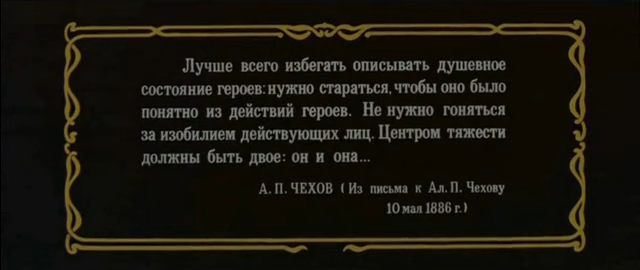 Лучше всего избегать описывать душевное
состояние героев: нужно стараться, чтобы оно было
понятно из действий героев. Не нужно гоняться
за изобилием действующих лиц. Центром тяжести
должны быть двое: он и она...
А. П. ЧЕХОВ ( Из письма к Ал. П. Чехову
10 мая 1886 г.)